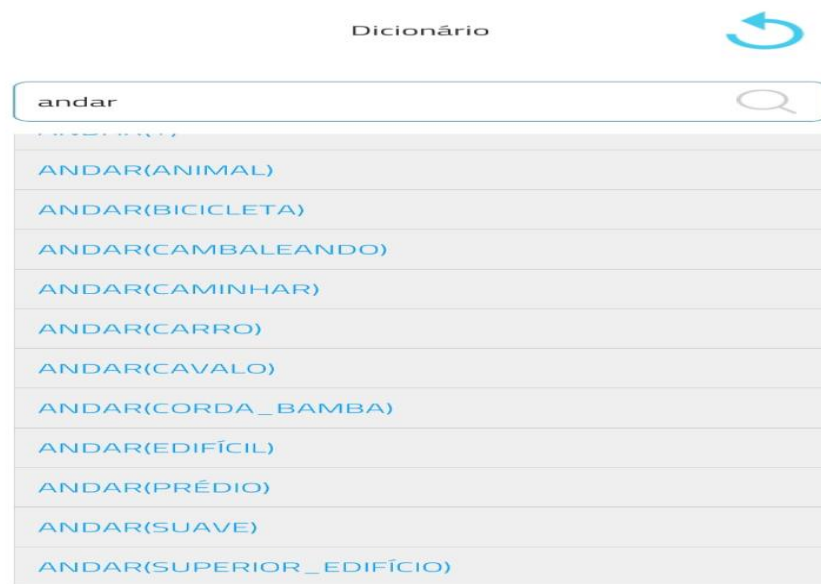 Dicionário
andar
ANDAR(ANIMAL)
ANDAR(BICICLETA)
ANDAR(CAMBALEANDO)
ANDAR(CAMINHAR)
ANDAR(CARRO)
ANDAR(CAVALO)
ANDAR(CORDA_BAMBA)
ANDAR(EDIFÍCIL)
ANDAR(PRÉDIO)
ANDAR(SUAVE)
ANDAR(SUPERIOR_EDIFÍCIO)